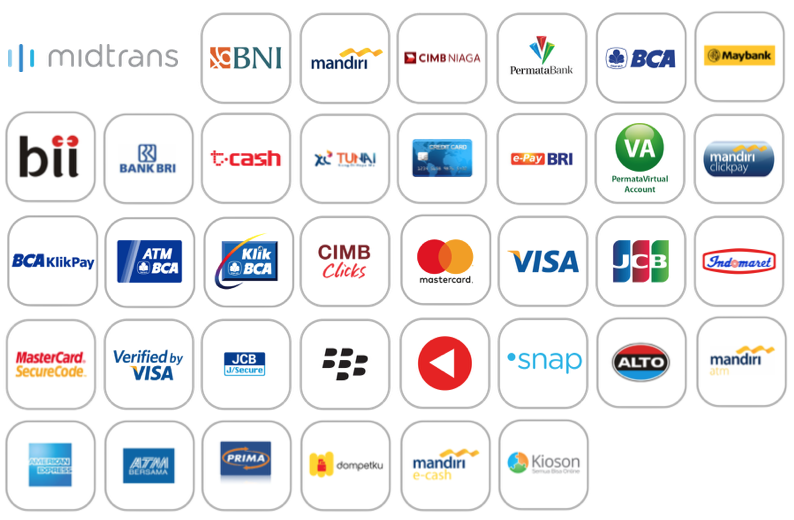 midtrans
BNI
mandiri
CIMB NIAGA
PermataBank
BCA
Maybank
bii
BANK BRI
t-cash
XL TUNAI
CREDIT CARD
e-Pay BRI
VA
PermataVirtual
Account
mandiri
clickpay
BCA KlikPay
ATM
BCA
Klik
BCA
CIMB
Clicks
mastercard.
VISA
JCB
Indomaret
MasterCard
SecureCode.
Verified by
VISA
JCB
J/Secure
snap
ALTO
mandiri
atm
AMERICAN
EXPRESS
ATM
BERSAMA
PRIMA
dompetku
mandiri
e-cash
Kioson
Semua Bisa Online